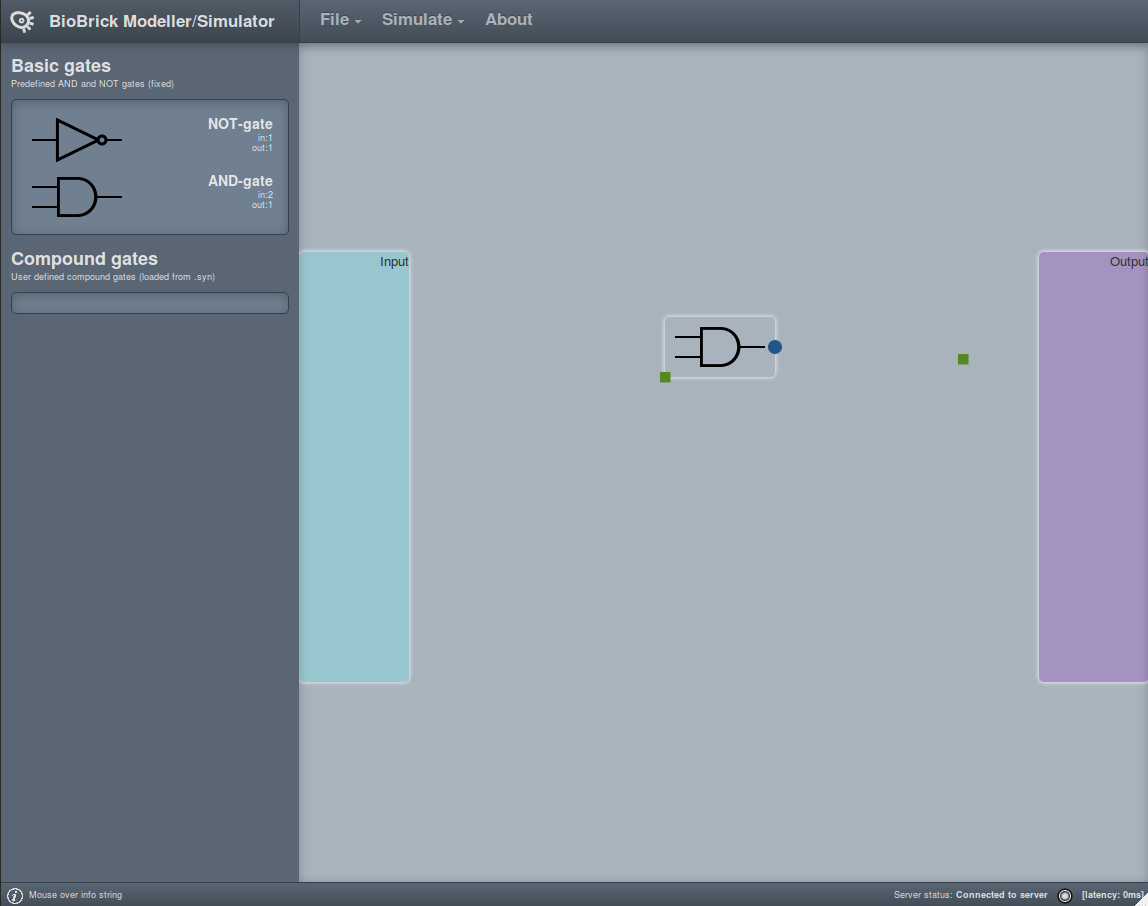 BioBrick Modeller/Simulator
File
Simulate
About
Basic gates
Predefined AND and NOT gates (fixed)
NOT-gate
in:1
out:1
AND-gate
in:2
out:1
Compound gates
User defined compound gates (loaded from .syn)
Input
Output
Mouse over info string
Server status: Connected to server [latency: 0ms]